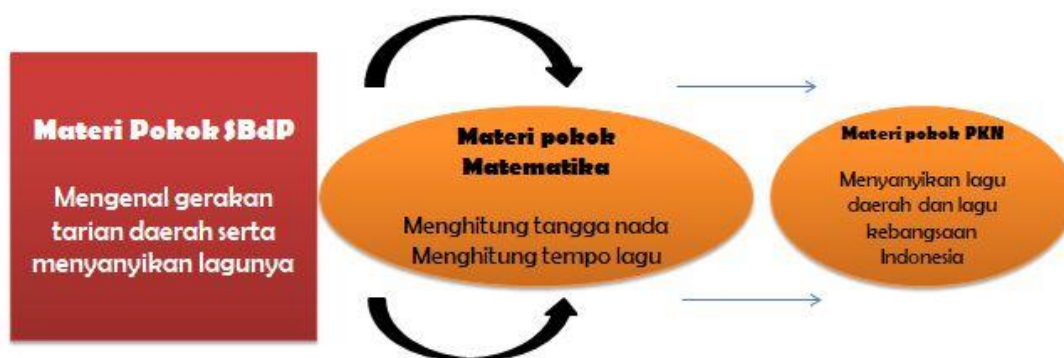 Materi Pokok SBdP
Mengenal gerakan
tarian daerah serta
menyanyikan lagunya
Materi pokok
Matematika
Menghitung tangga nada
Menghitung tempo lagu
Materi pokok PKN
Menyanyikan lagu
daerah dan lagu
kebangsaan
Indonesia